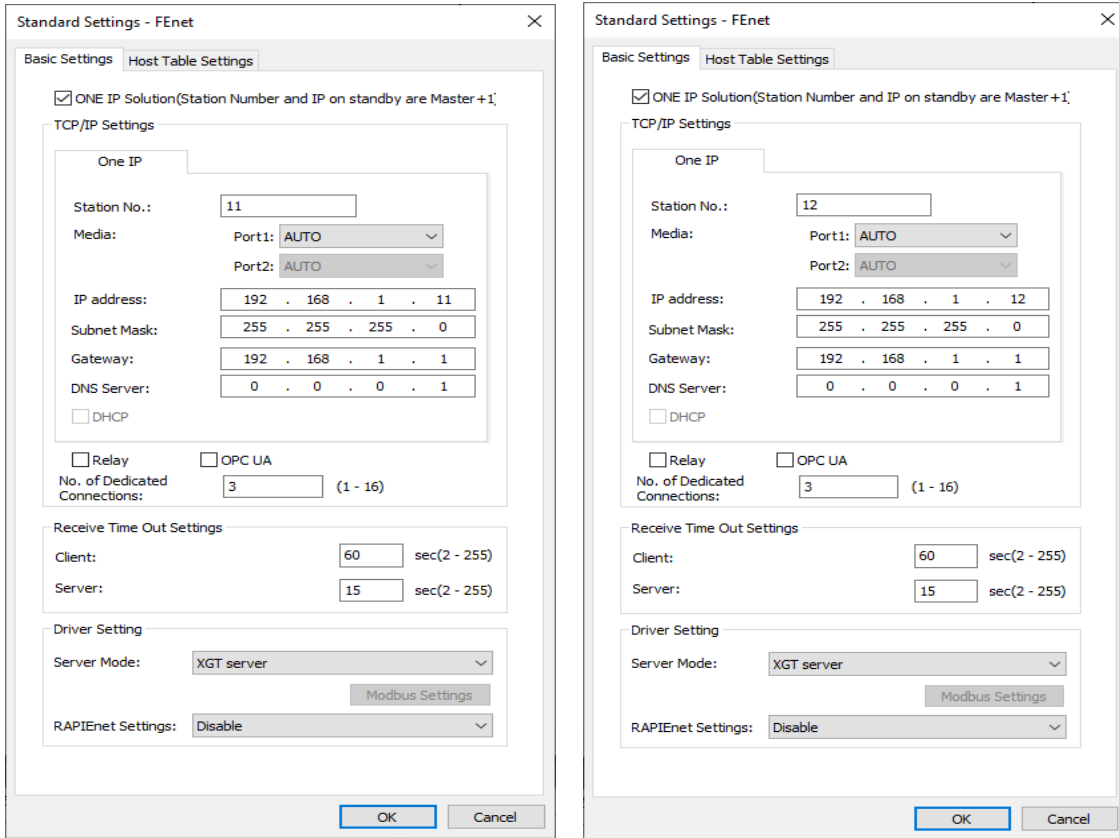 Standard Settings - FEnet
Basic Settings Host Table Settings
ONE IP Solution(Station Number and IP on standby are Master+1)
TCP/IP Settings
One IP
Station No.: 11
Media: Port1: AUTO
Port2: AUTO
IP address: 192 . 168 . 1 . 11
Subnet Mask: 255 . 255 . 255 . 0
Gateway: 192 . 168 . 1 . 1
DNS Server: 0 . 0 . 0 . 1
DHCP
Relay OPC UA
No. of Dedicated
Connections: 3 (1 - 16)
Receive Time Out Settings
Client: 60 sec(2 - 255)
Server: 15 sec(2 - 255)
Driver Setting
Server Mode: XGT server
Modbus Settings
RAPIEnet Settings: Disable
OK Cancel
Standard Settings - FEnet
Basic Settings Host Table Settings
ONE IP Solution(Station Number and IP on standby are Master+1)
TCP/IP Settings
One IP
Station No.: 12
Media: Port1: AUTO
Port2: AUTO
IP address: 192 . 168 . 1 . 12
Subnet Mask: 255 . 255 . 255 . 0
Gateway: 192 . 168 . 1 . 1
DNS Server: 0 . 0 . 0 . 1
DHCP
Relay OPC UA
No. of Dedicated
Connections: 3 (1 - 16)
Receive Time Out Settings
Client: 60 sec(2 - 255)
Server: 15 sec(2 - 255)
Driver Setting
Server Mode: XGT server
Modbus Settings
RAPIEnet Settings: Disable
OK Cancel